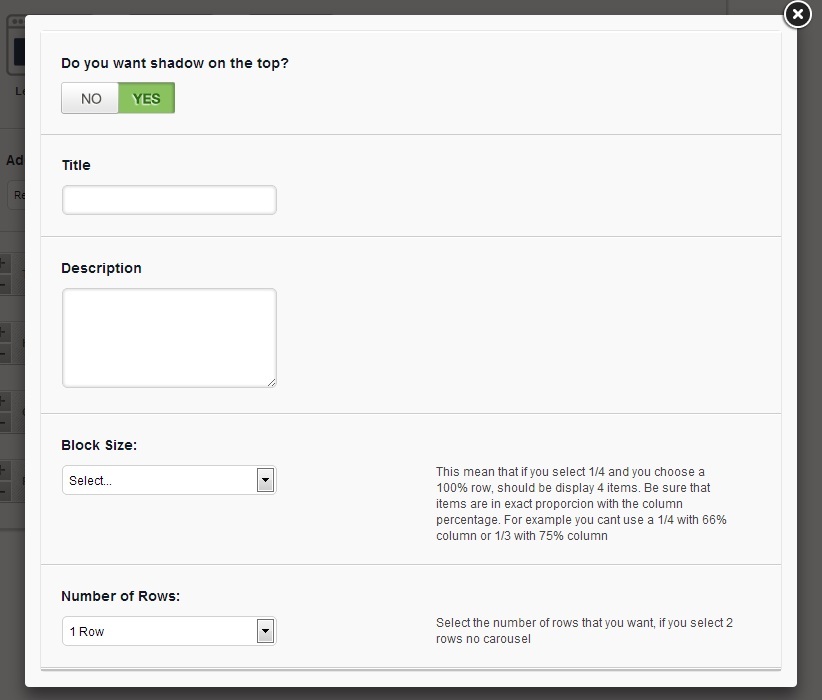 Do you want shadow on the top?
NO YES
Title
Description
Block Size:
Select...
This mean that if you select 1/4 and you choose a
100% row, should be display 4 items. Be sure that
items are in exact proporcion with the column
percentage. For example you cant use a 1/4 with 66%
column or 1/3 with 75% column
Number of Rows:
1 Row
Select the number of rows that you want, if you select 2
rows no carousel
Ad